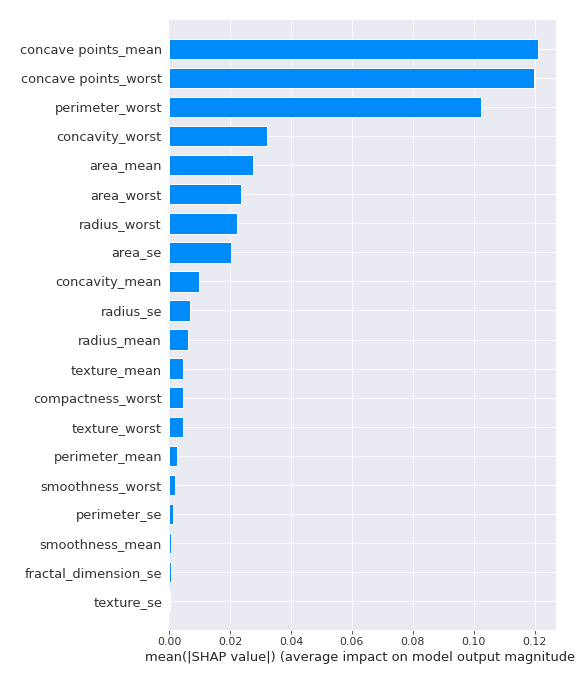 concave points_mean
concave points_worst
perimeter_worst
concavity_worst
area_mean
area_worst
radius_worst
area_se
concavity_mean
radius_se
radius_mean
texture_mean
compactness_worst
texture_worst
perimeter_mean
smoothness_worst
perimeter_se
smoothness_mean
fractal_dimension_se
texture_se
0.00 0.02 0.04 0.06 0.08 0.10 0.12
mean(|SHAP value|) (average impact on model output magnitude